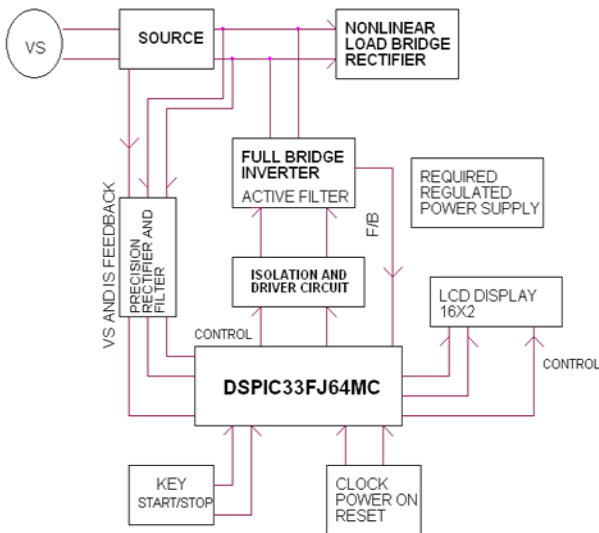 VS
SOURCE
NONLINEAR
LOAD BRIDGE
RECTIFIER
FULL BRIDGE
INVERTER
ACTIVE FILTER
REQUIRED
REGULATED
POWER SUPPLY
VS AND IS FEEDBACK
PRECISION
RECTIFIER AND
FILTER
F/B
ISOLATION AND
DRIVER CIRCUIT
LCD DISPLAY
16X2
CONTROL
CONTROL
DSPIC33FJ64MC
KEY
START/STOP
CLOCK
POWER ON
RESET